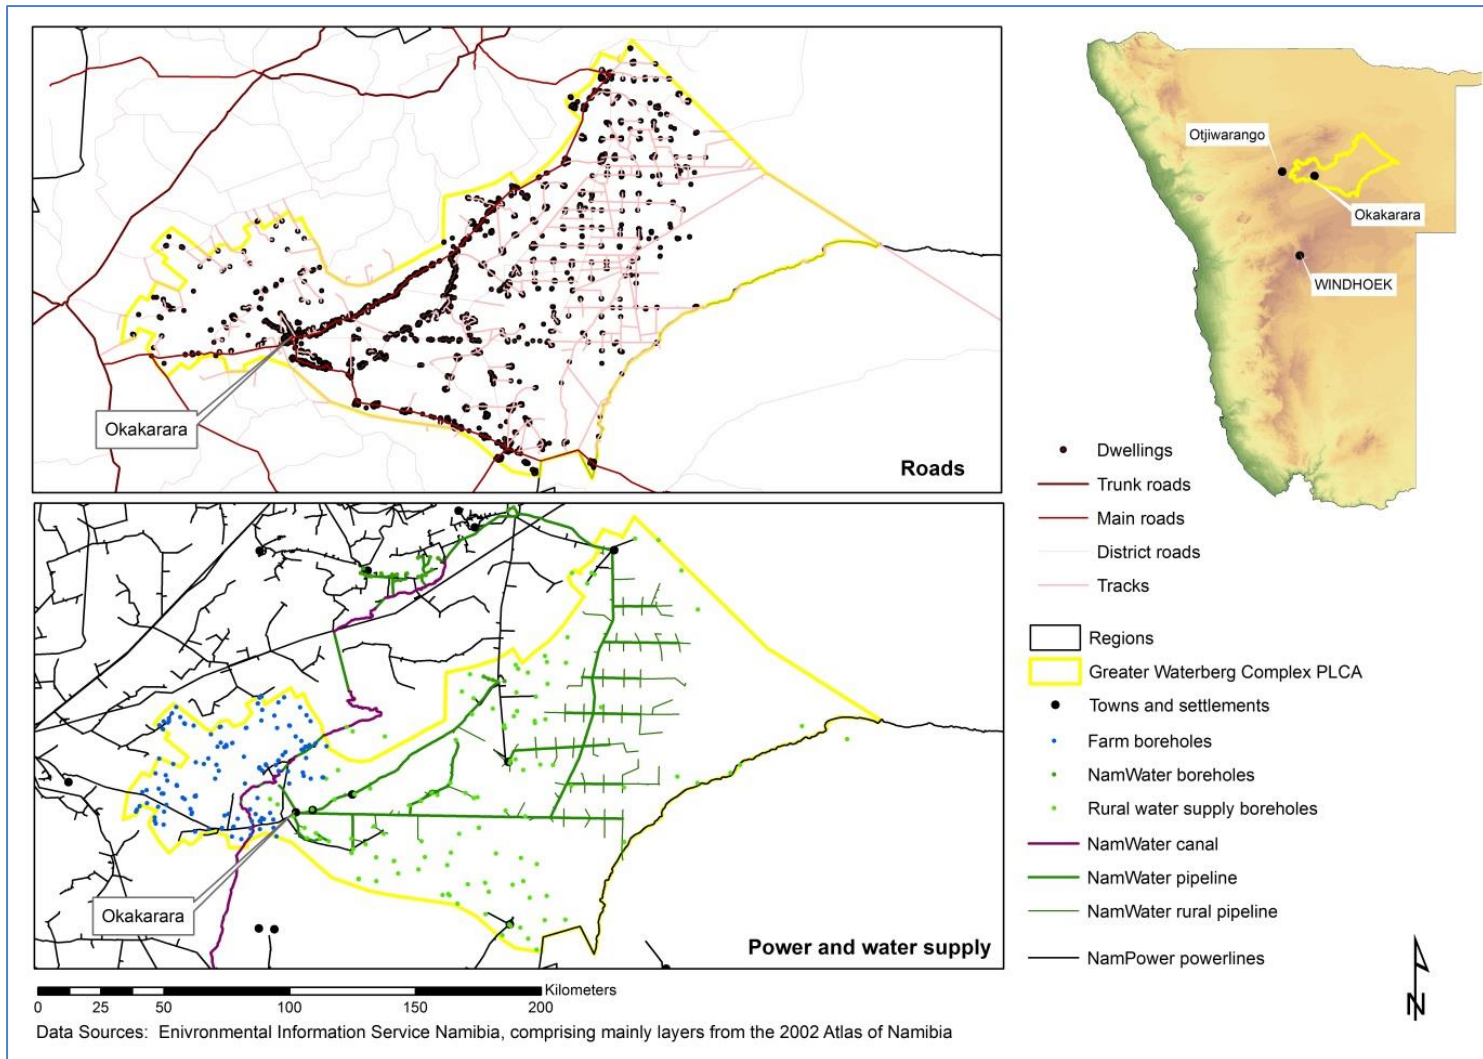 Okakarara
Roads
Okakarara
Power and water supply
Otjiwarango
Okakarara
WINDHOEK
Dwellings
Trunk roads
Main roads
District roads
Tracks
Regions
Greater Waterberg Complex PLCA
Towns and settlements
Farm boreholes
NamWater boreholes
Rural water supply boreholes
NamWater canal
NamWater pipeline
NamWater rural pipeline
NamPower powerlines
N
Kilometers
0 25 50 100 150 200
Data Sources: Enivronmental Information Service Namibia, comprising mainly layers from the 2002 Atlas of Namibia